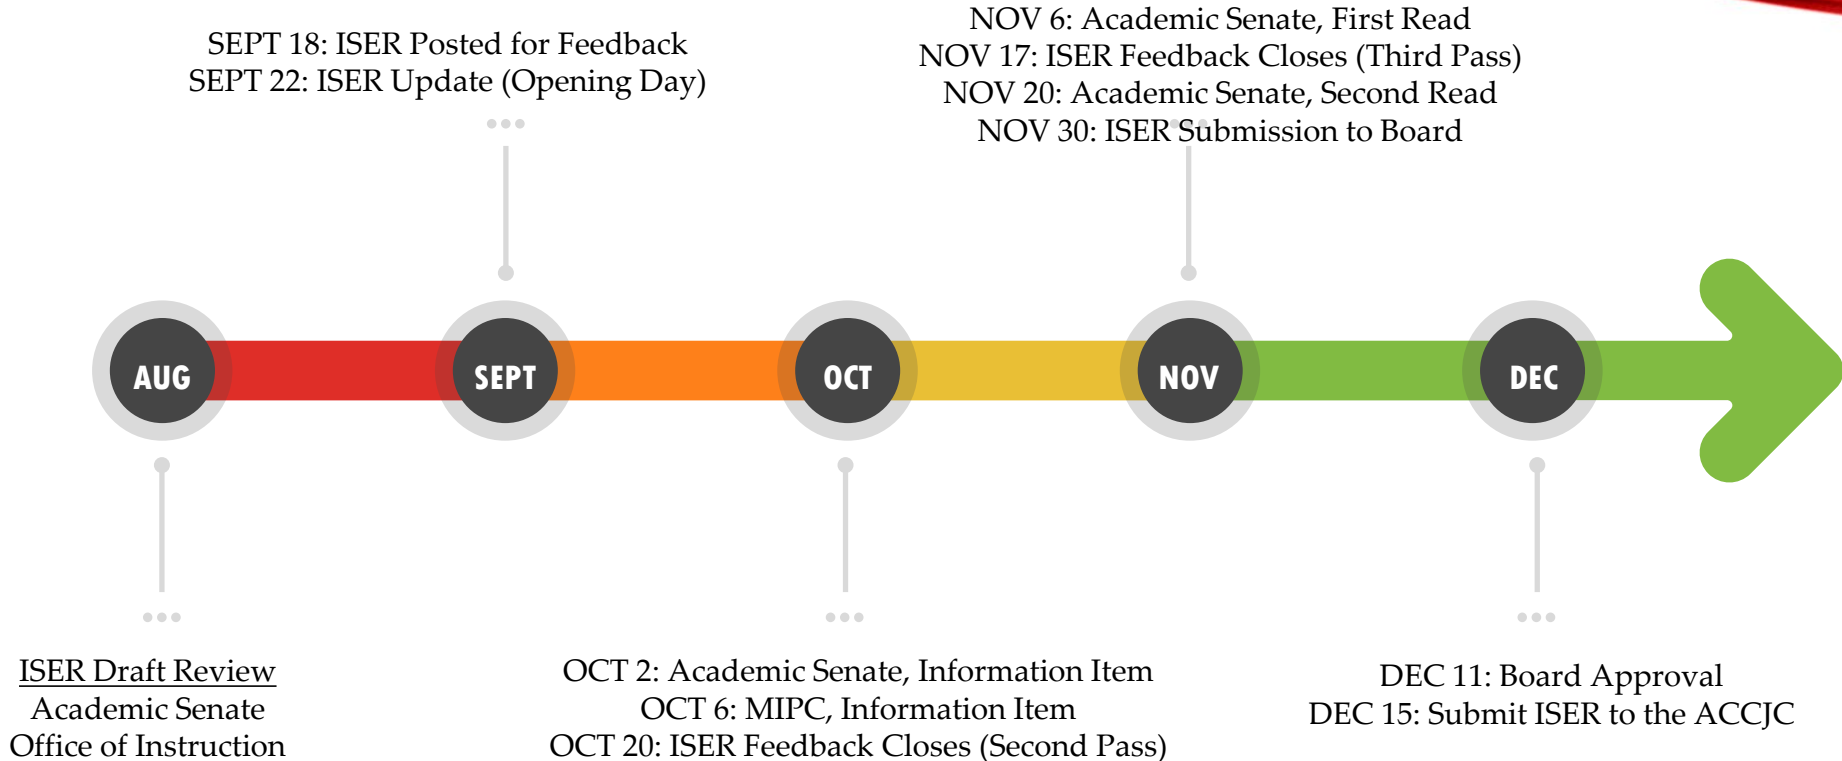 SEPT 18: ISER Posted for Feedback
SEPT 22: ISER Update (Opening Day)
NOV 6: Academic Senate, First Read
NOV 17: ISER Feedback Closes (Third Pass)
NOV 20: Academic Senate, Second Read
NOV 30: ISER Submission to Board
AUG
SEPT
OCT
NOV
DEC
ISER Draft Review
Academic Senate
Office of Instruction
OCT 2: Academic Senate, Information Item
OCT 6: MIPC, Information Item
OCT 20: ISER Feedback Closes (Second Pass)
DEC 11: Board Approval
DEC 15: Submit ISER to the ACCJC